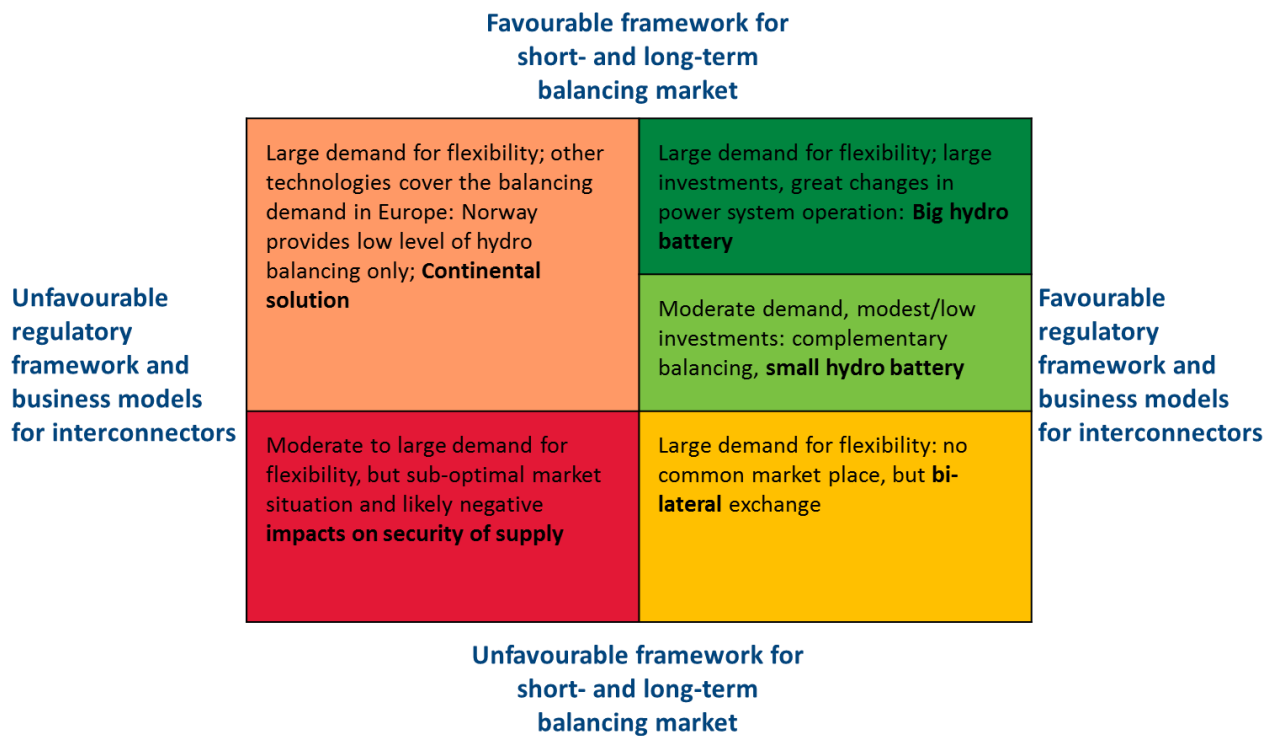 Favourable framework for
short- and long-term
balancing market
Large demand for flexibility; other
technologies cover the balancing
demand in Europe: Norway
provides low level of hydro
balancing only; Continental
solution
Large demand for flexibility; large
investments, great changes in
power system operation: Big hydro
battery
Unfavourable
regulatory
framework and
business models
for interconnectors
Moderate demand, modest/low
investments: complementary
balancing, small hydro battery
Favourable
regulatory
framework and
business models
for interconnectors
Moderate to large demand for
flexibility, but sub-optimal market
situation and likely negative
impacts on security of supply
Large demand for flexibility: no
common market place, but bi-
lateral exchange
Unfavourable framework for
short- and long-term
balancing market